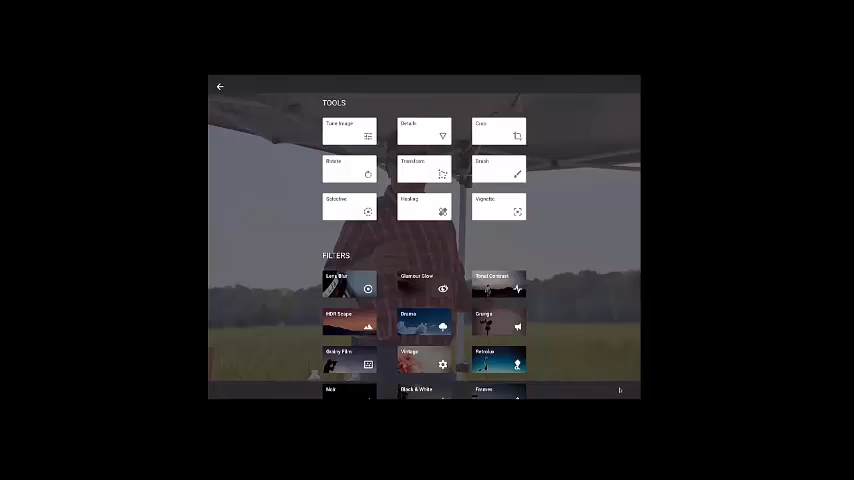 TOOLS
Tune Image Details Crop
Rotate Transform Brush
Selective Healing Vignette
FILTERS
Lens Blur Glamour Glow Tonal Contrast
HDR Scape Drama Grunge
Grainy Film Vintage Retrolux
Noir Black & White Frames